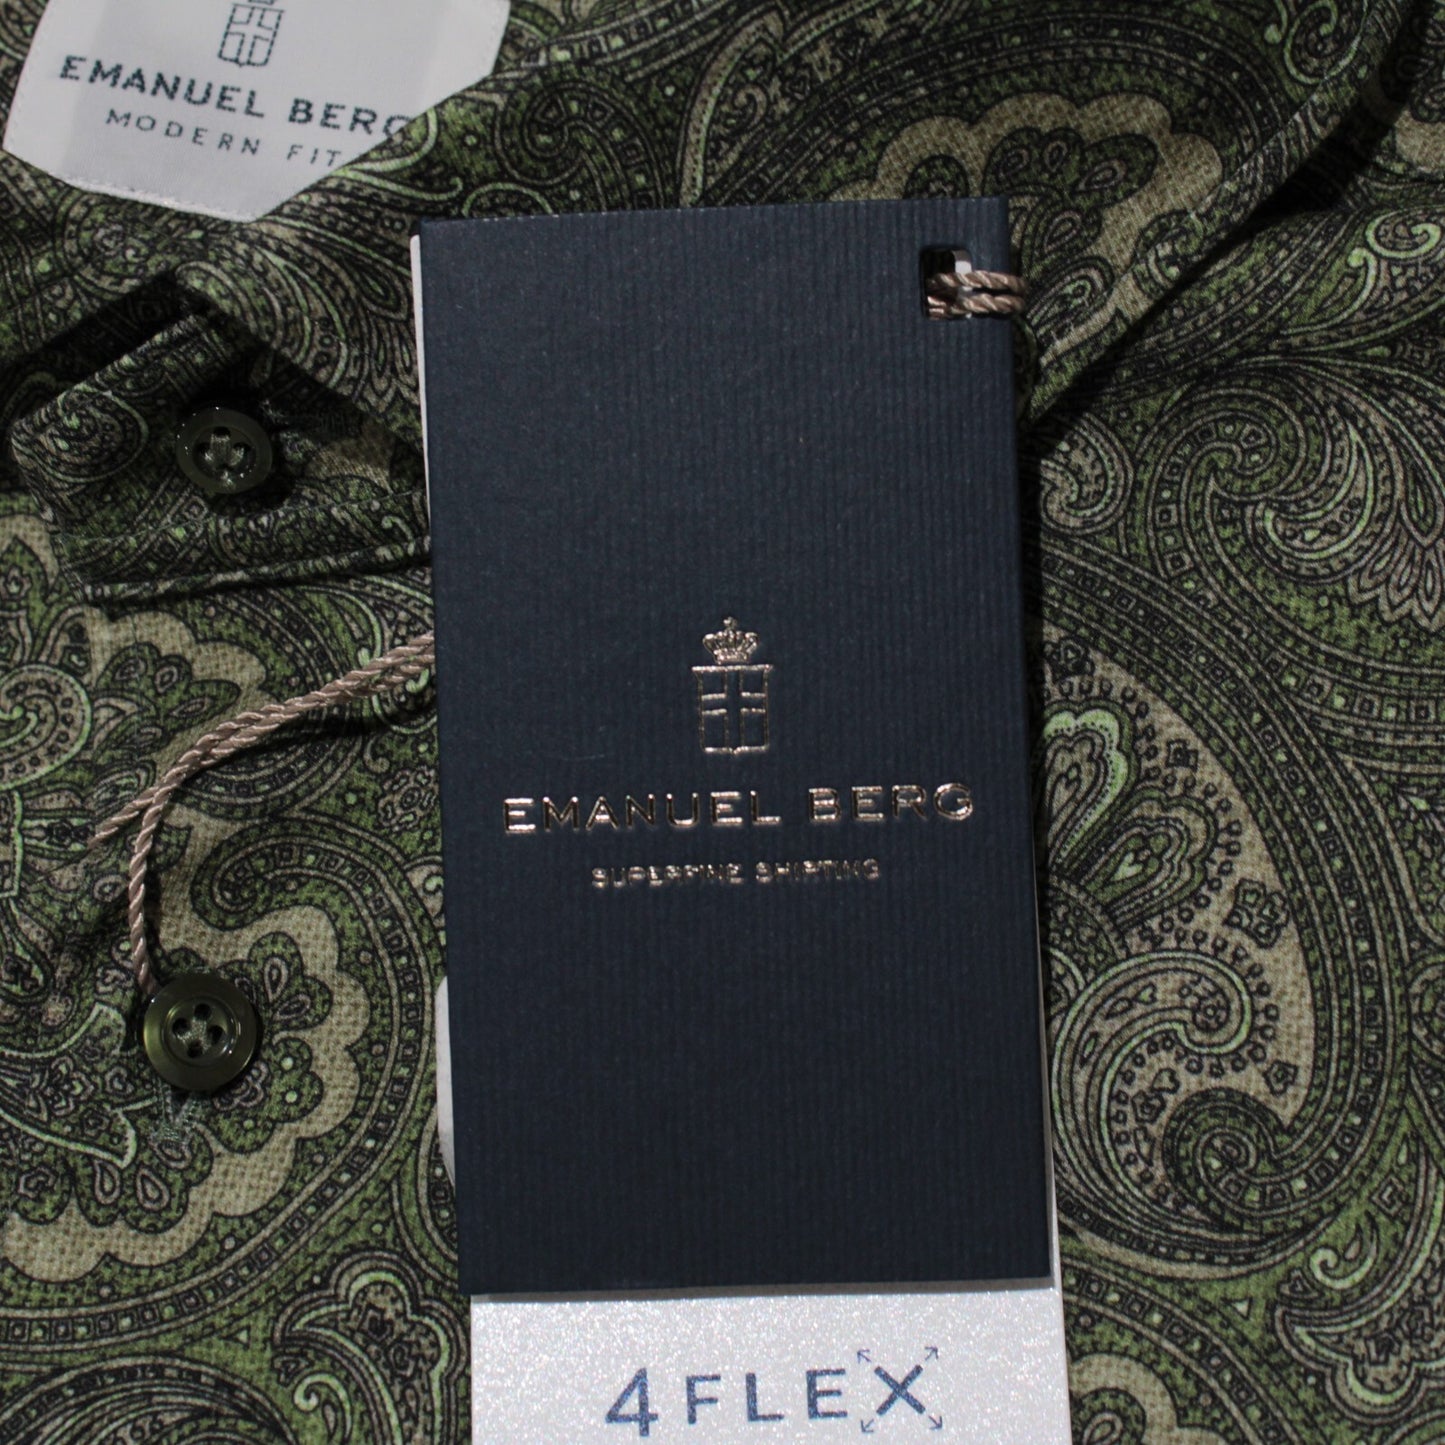 EMANUEL BERG
MODERN FIT
EMANUEL BERG
SUPERFINE SHIRTING
4FLEX